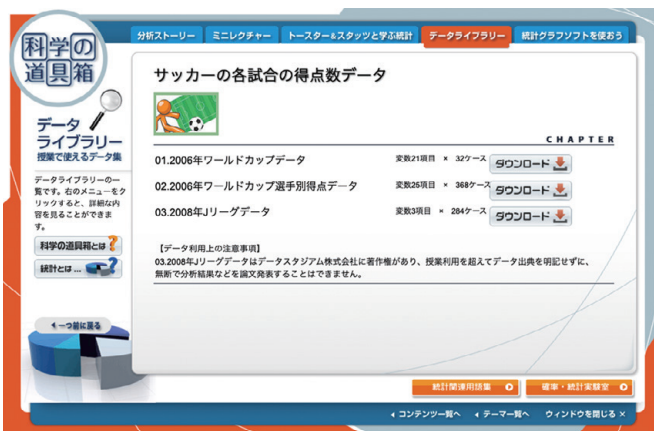 分析ストーリー ミニレクチャー トースター&スタッツと学ぶ統計 データライブラリー 統計グラフソフトを使おう
科学の
道具箱
データ
ライブラリー
授業で使えるデータ集
データライブラリーの一
覧です。右のメニューをク
リックすると、詳細な内
容を見ることができま
す。
科学の道具箱とは?
統計とは...?
一つ前に戻る
サッカーの各試合の得点数データ
CHAPTER
01.2006年ワールドカップデータ 変数21項目 × 32ケース ダウンロード
02.2006年ワールドカップ選手別得点データ 変数26項目 × 368ケース ダウンロード
03.2008年Jリーグデータ 変数3項目 × 284ケース ダウンロード
【データ利用上の注意事項】
03.2008年Jリーグデータはデータスタジアム株式会社に著作権があり、授業利用を超えてデータ出典を明記せずに、
無断で分析結果などを論文発表することはできません。
統計関連用語集 確率・統計実験室
コンテンツ一覧へ テーマ一覧へ ウィンドウを閉じる ×